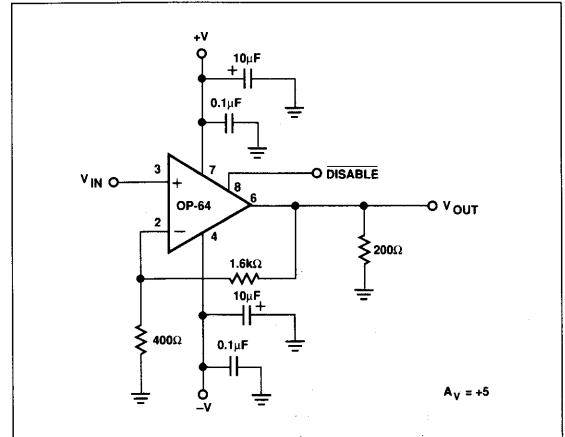 +V
+ 10µF
0.1µF
3
7
V IN
+
8
DISABLE
OP-64
6
V OUT
2
−
4
200Ω
1.6kΩ
10µF +
400Ω
0.1µF
−V
A V = +5